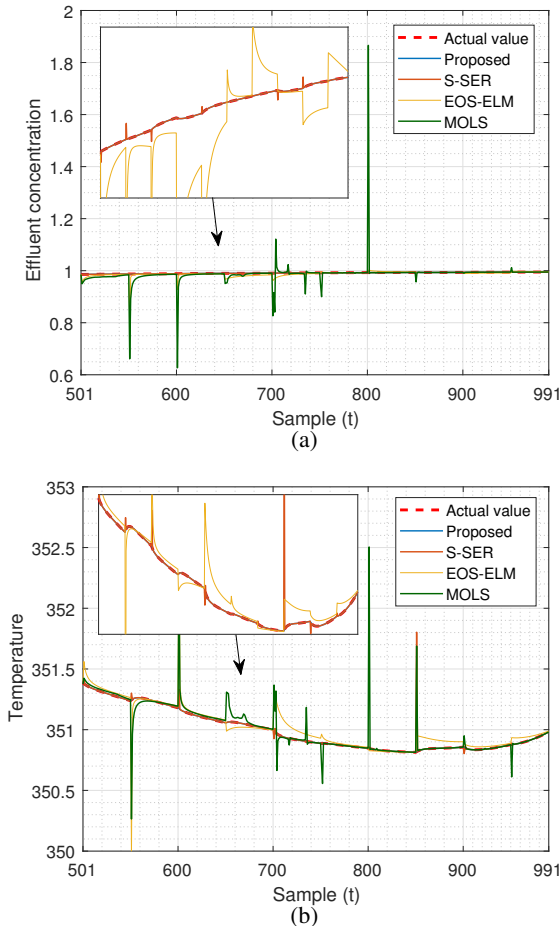 2
1.8
1.6
1.4
1.2
1
0.8
0.6
Effluent concentration
Actual value
Proposed
S-SER
EOS-ELM
MOLS
501 600 700 800 900 991
Sample (t)
(a)
353
352.5
352
351.5
351
350.5
350
Temperature
Actual value
Proposed
S-SER
EOS-ELM
MOLS
501 600 700 800 900 991
Sample (t)
(b)